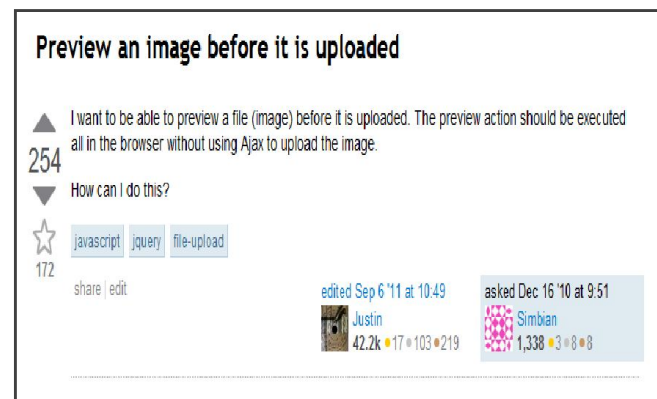 Preview an image before it is uploaded
I want to be able to preview a file (image) before it is uploaded. The preview action should be executed
all in the browser without using Ajax to upload the image.
254
How can I do this?
172
javascript jquery file-upload
share | edit
edited Sep 6 '11 at 10:49
Justin
42.2k ●17 ●103 ●219
asked Dec 16 '10 at 9:51
Simbian
1,338 ●3 ●8 ●8